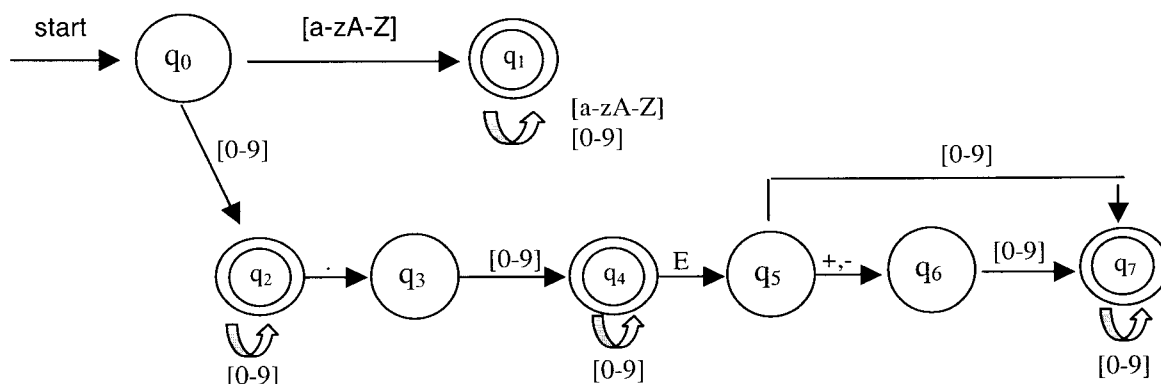 start
[a-zA-Z]
q0
q1
[a-zA-Z]
[0-9]
[0-9]
[0-9]
q2
.
q3
[0-9]
q4
E
q5
+,-
q6
[0-9]
q7
[0-9]
[0-9]
[0-9]